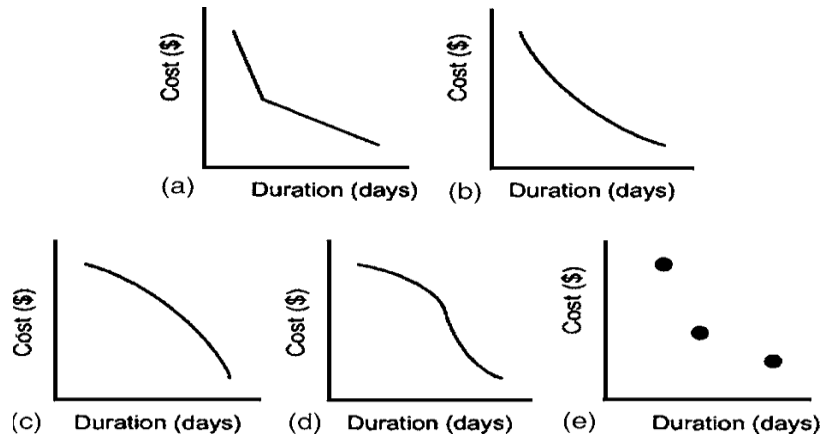 Cost ($)
(a) Duration (days)
Cost ($)
(b) Duration (days)
Cost ($)
(c) Duration (days)
Cost ($)
(d) Duration (days)
Cost ($)
(e) Duration (days)